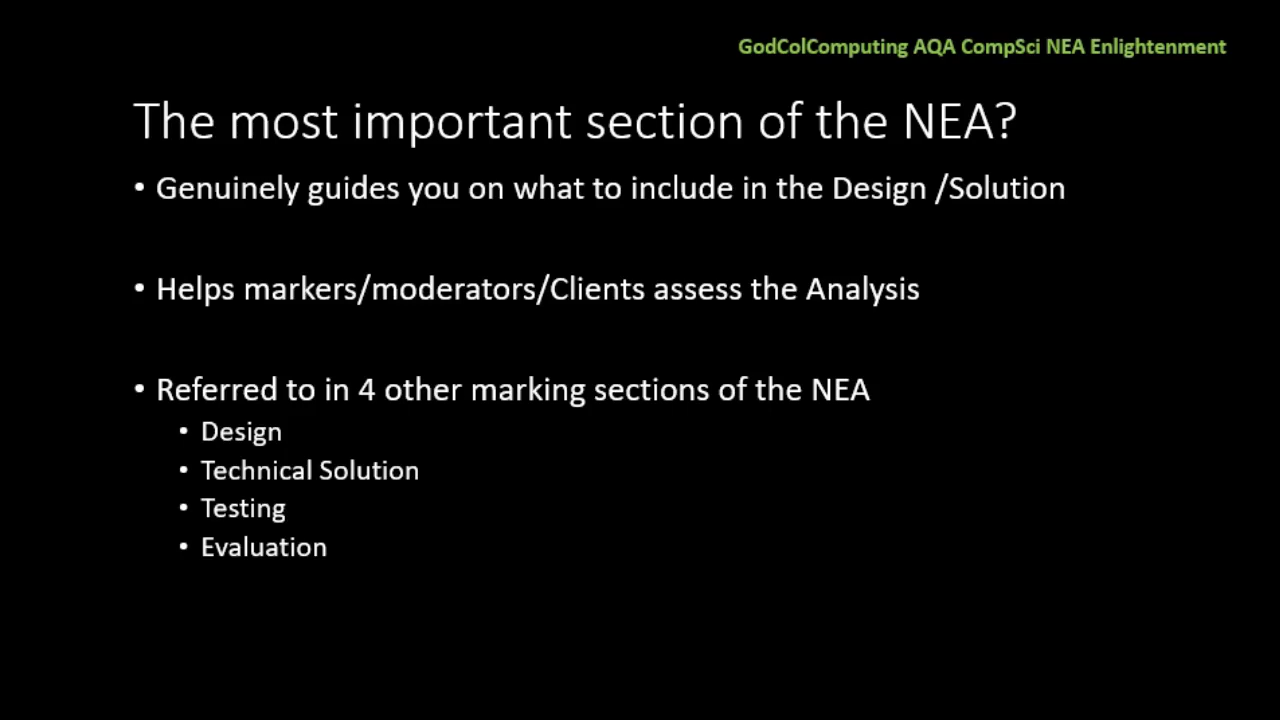 GodColComputing AQA CompSci NEA Enlightenment
The most important section of the NEA?
• Genuinely guides you on what to include in the Design /Solution
• Helps markers/moderators/Clients assess the Analysis
• Referred to in 4 other marking sections of the NEA
• Design
• Technical Solution
• Testing
• Evaluation